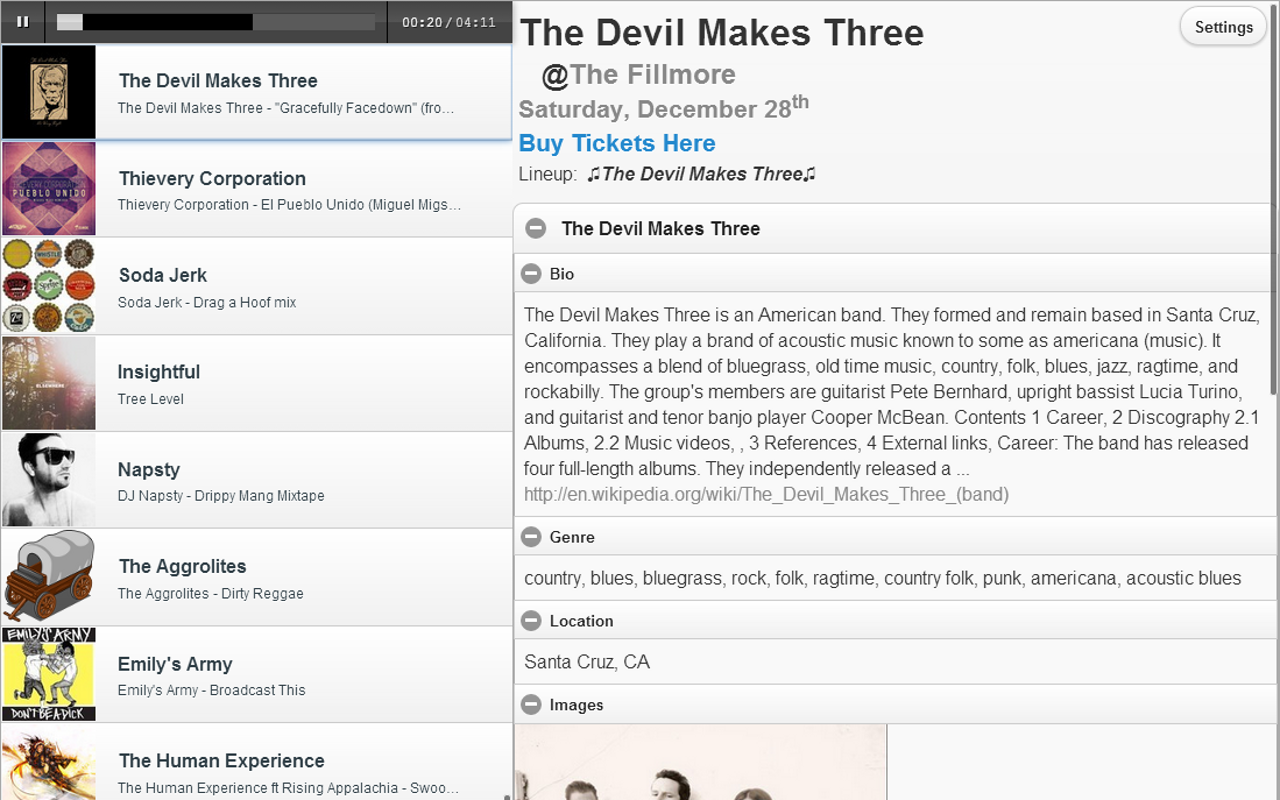 00:20/04:11
The Devil Makes Three
The Devil Makes Three - "Gracefully Facedown" (fro...
PUEBLO UNIDO
Thievery Corporation
Thievery Corporation - El Pueblo Unido (Miguel Migs...
Soda Jerk
Soda Jerk - Drag a Hoof mix
ELSEWHERE
Insightful
Tree Level
Napsty
DJ Napsty - Drippy Mang Mixtape
The Aggrolites
The Aggrolites - Dirty Reggae
EMILY'S ARMY
DON'T BE A DICK
Emily's Army
Emily's Army - Broadcast This
The Human Experience
The Human Experience ft Rising Appalachia - Swoo...
The Devil Makes Three
Settings
@The Fillmore
Saturday, December 28th
Buy Tickets Here
Lineup: ♫The Devil Makes Three♫
The Devil Makes Three
Bio
The Devil Makes Three is an American band. They formed and remain based in Santa Cruz,
California. They play a brand of acoustic music known to some as americana (music). It
encompasses a blend of bluegrass, old time music, country, folk, blues, jazz, ragtime, and
rockabilly. The group's members are guitarist Pete Bernhard, upright bassist Lucia Turino,
and guitarist and tenor banjo player Cooper McBean. Contents 1 Career, 2 Discography 2.1
Albums, 2.2 Music videos, , 3 References, 4 External links, Career: The band has released
four full-length albums. They independently released a ...
http://en.wikipedia.org/wiki/The_Devil_Makes_Three_(band)
Genre
country, blues, bluegrass, rock, folk, ragtime, country folk, punk, americana, acoustic blues
Location
Santa Cruz, CA
Images